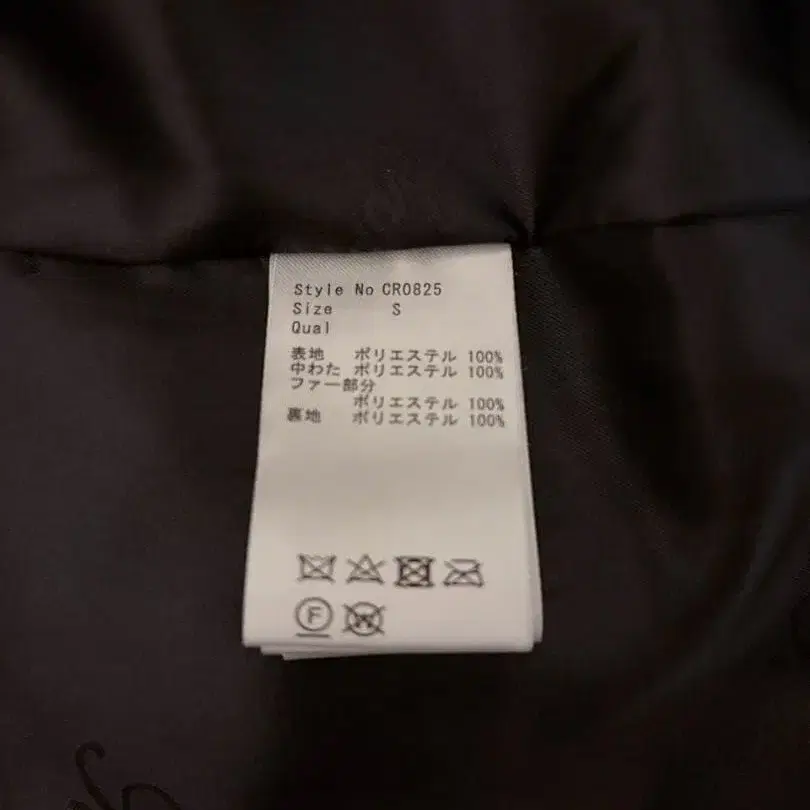 Style No CR0825
Size S
Qual
表地 ポリエステル 100%
中わた ポリエステル 100%
ファー部分
ポリエステル 100%
裏地 ポリエステル 100%
F
W